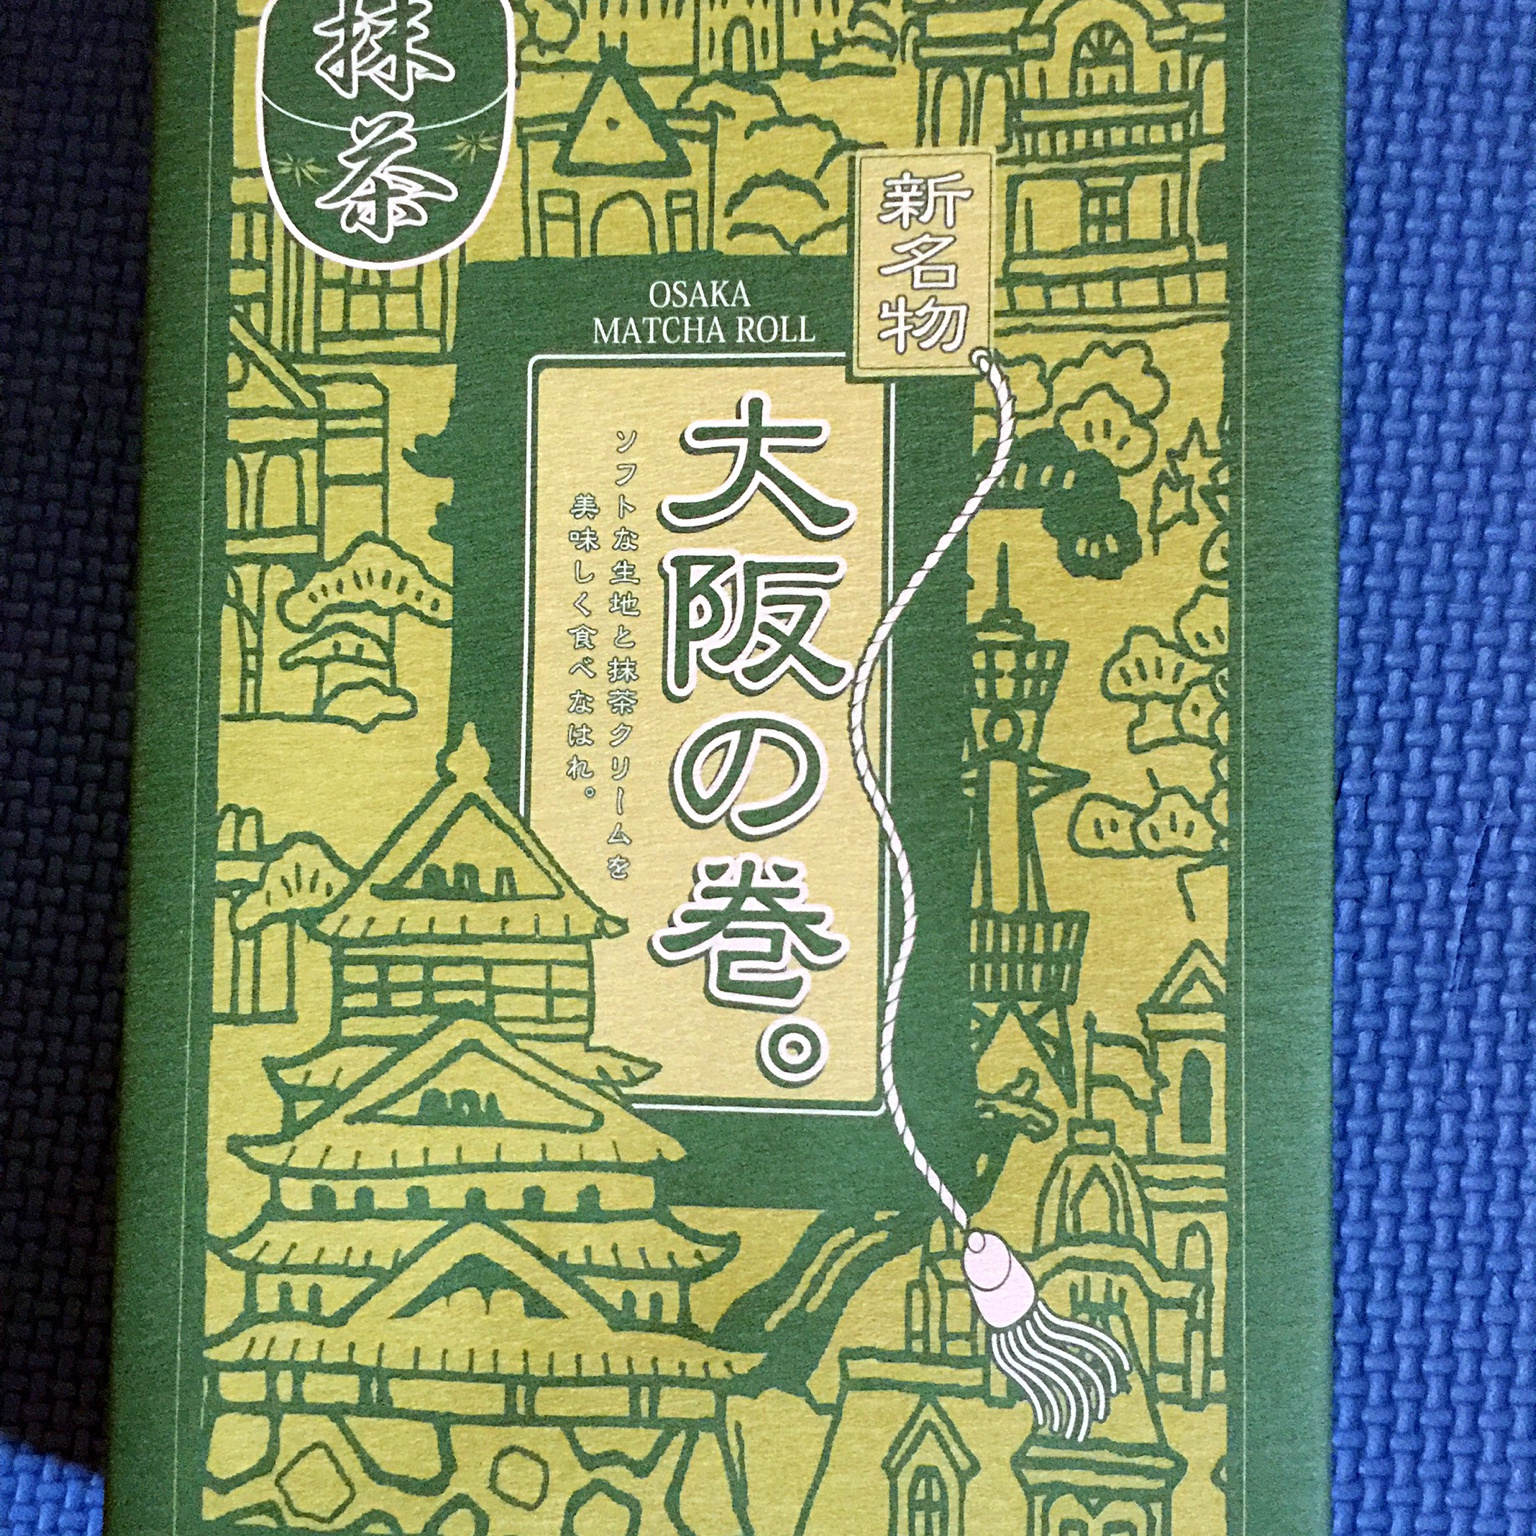 抹茶
新名物
OSAKA
MATCHA ROLL
大阪の巻。
ソフトな生地と抹茶クリームを
美味しく食べなはれ。